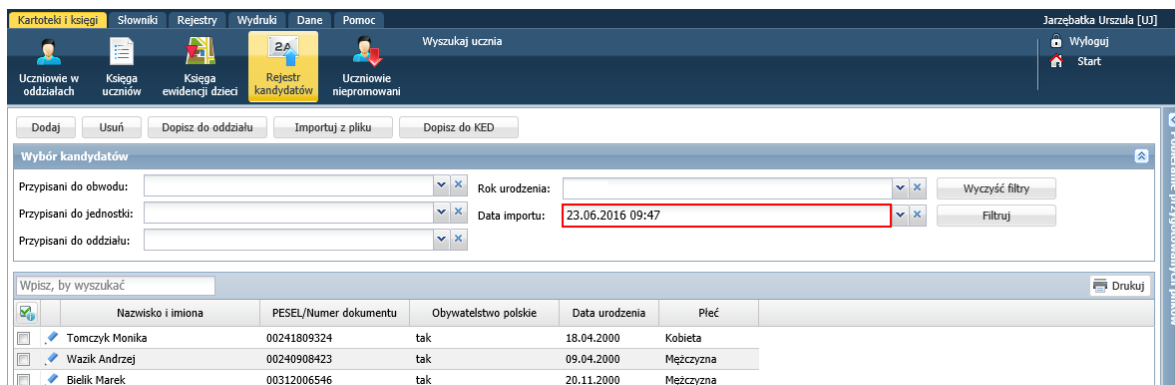 Kartoteki i księgi Słowniki Rejestry Wydruki Dane Pomoc Jarzębatka Urszula [UJ]
Uczniowie w oddziałach
Księga uczniów
Księga ewidencji dzieci
2A
Rejestr kandydatów
Uczniowie niepromowani
Wyszukaj ucznia
Wyloguj
Start
Dodaj Usuń Dopisz do oddziału Importuj z pliku Dopisz do KED
Wybór kandydatów
Przypisani do obwodu: Rok urodzenia: Wyczyść filtry
Przypisani do jednostki: Data importu: 23.06.2016 09:47 Filtruj
Przypisani do oddziału:
Wpisz, by wyszukać Drukuj
Nazwisko i imiona PESEL/Numer dokumentu Obywatelstwo polskie Data urodzenia Płeć
Tomczyk Monika 00241809324 tak 18.04.2000 Kobieta
Wazik Andrzej 00240908423 tak 09.04.2000 Mężczyzna
Bielik Marek 00312006546 tak 20.11.2000 Mężczyzna